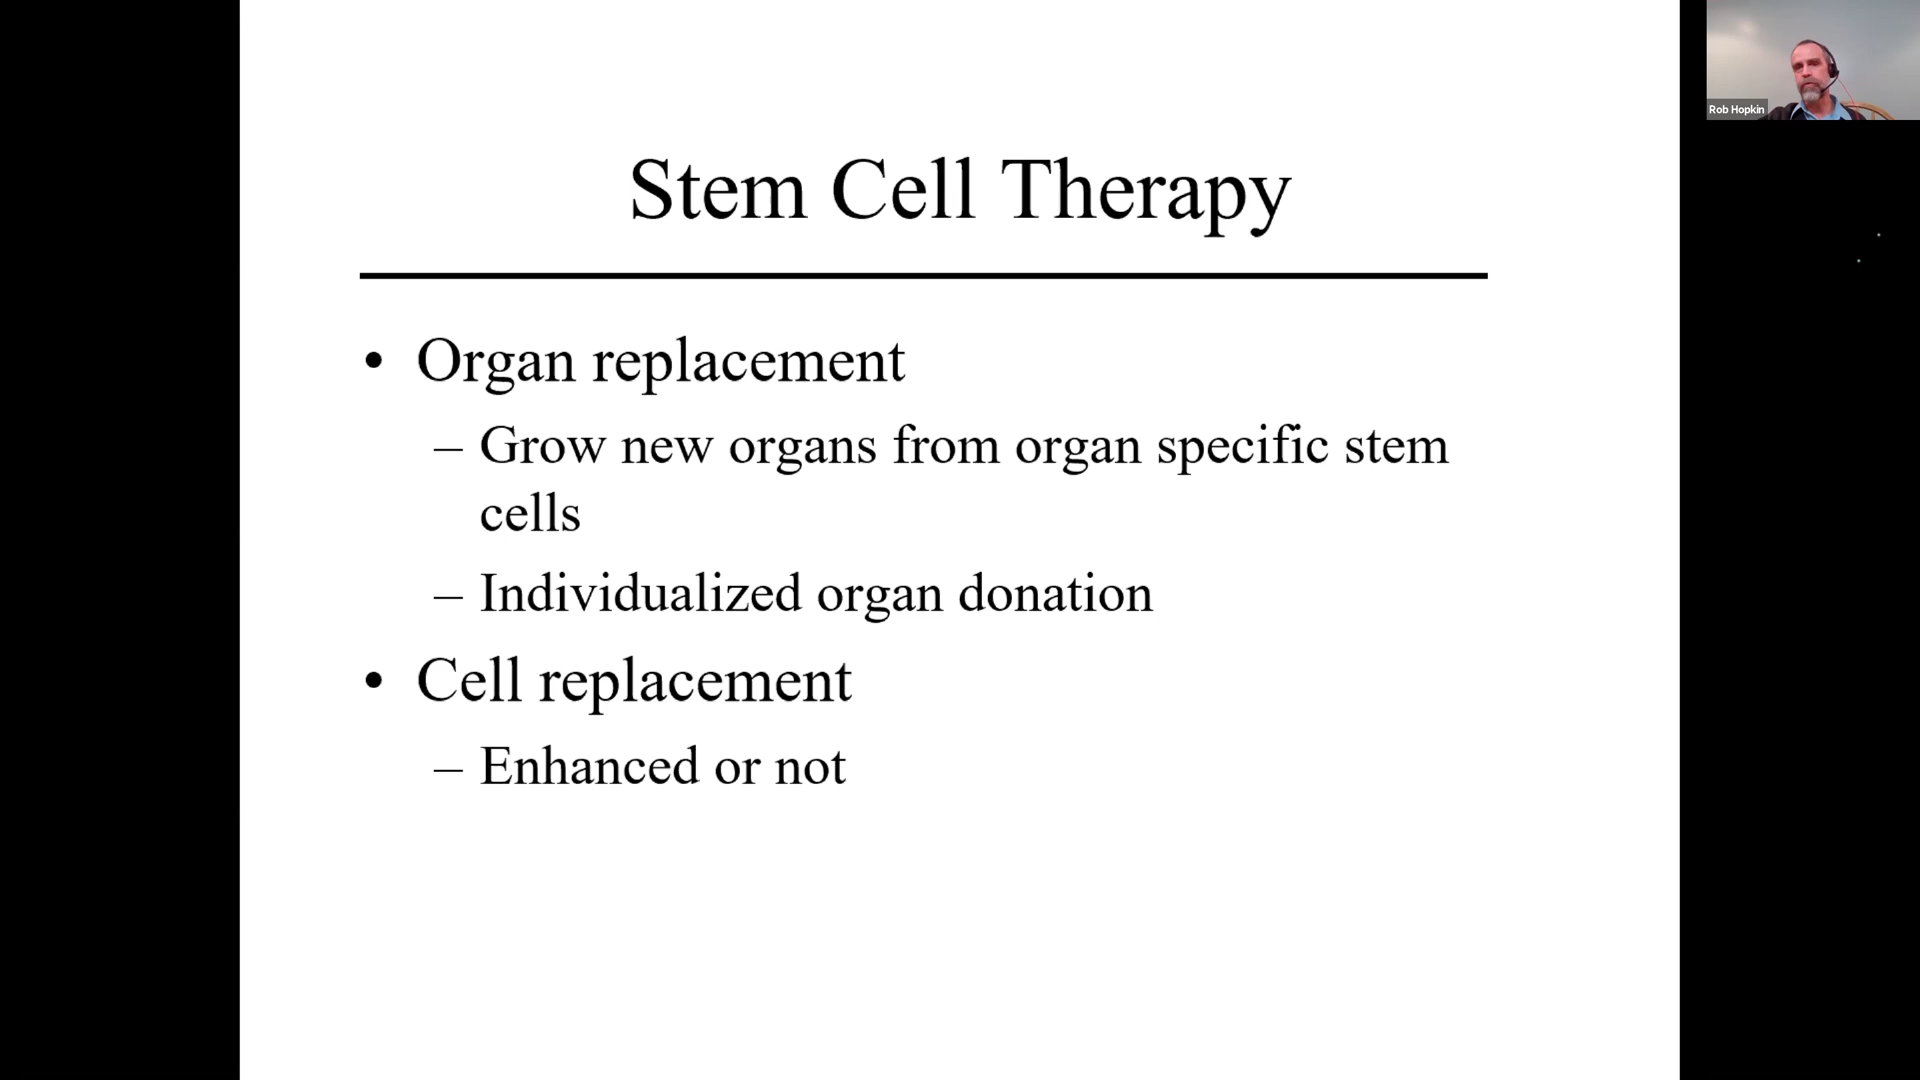 Stem Cell Therapy
• Organ replacement
– Grow new organs from organ specific stem
cells
– Individualized organ donation
• Cell replacement
– Enhanced or not
Rob Hopkin